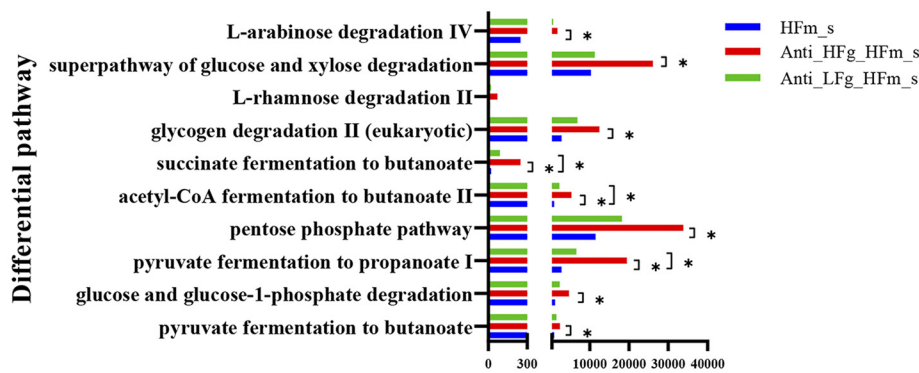 Differential pathway
L-arabinose degradation IV
superpathway of glucose and xylose degradation
L-rhamnose degradation II
glycogen degradation II (eukaryotic)
succinate fermentation to butanoate
acetyl-CoA fermentation to butanoate II
pentose phosphate pathway
pyruvate fermentation to propanoate I
glucose and glucose-1-phosphate degradation
pyruvate fermentation to butanoate
*
*
*
* *
* *
*
* *
*
*
0 300 10000 20000 30000 40000
HFm_s
Anti_HFg_HFm_s
Anti_LFg_HFm_s